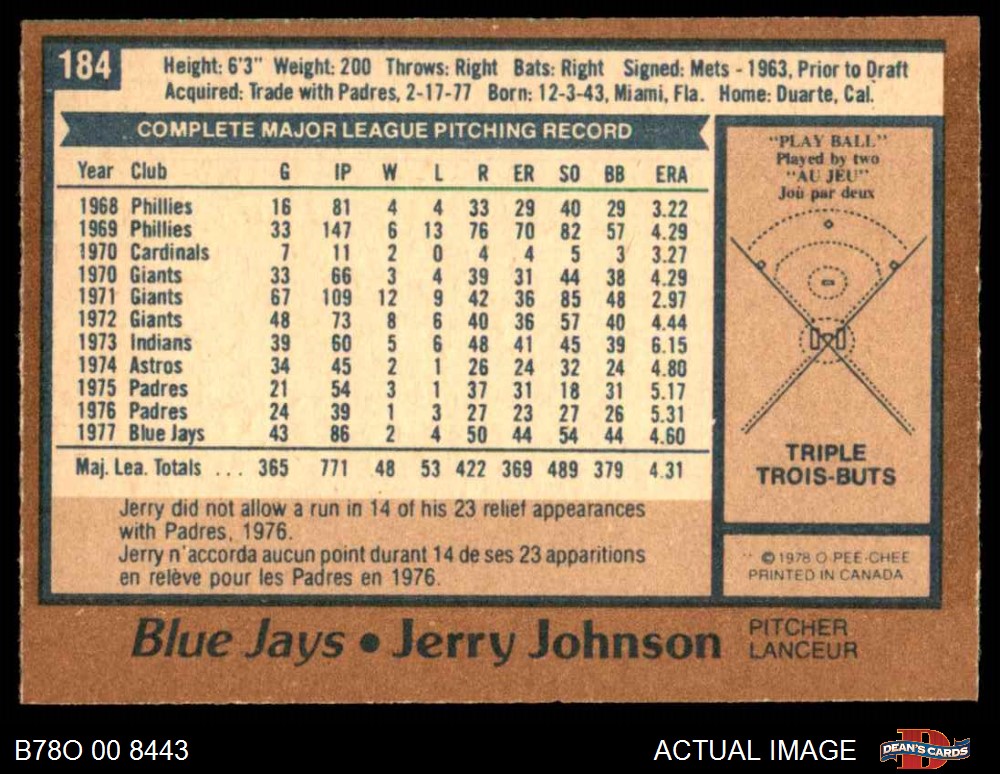 184
Height: 6'3" Weight: 200 Throws: Right Bats: Right Signed: Mets - 1963, Prior to Draft
Acquired: Trade with Padres, 2-17-77 Born: 12-3-43, Miami, Fla. Home: Duarte, Cal.
COMPLETE MAJOR LEAGUE PITCHING RECORD
Year Club G IP W L R ER SO BB ERA
1968 Phillies 16 81 4 4 33 29 40 29 3.22
1969 Phillies 33 147 6 13 76 70 82 57 4.29
1970 Cardinals 7 11 2 0 4 4 5 3 3.27
1970 Giants 33 66 3 4 39 31 44 38 4.29
1971 Giants 67 109 12 9 42 36 85 48 2.97
1972 Giants 48 73 8 6 40 36 57 40 4.44
1973 Indians 39 60 5 6 48 41 45 39 6.15
1974 Astros 34 45 2 1 26 24 32 24 4.80
1975 Padres 21 54 3 1 37 31 18 31 5.17
1976 Padres 24 39 1 3 27 23 27 26 5.31
1977 Blue Jays 43 86 2 4 50 44 54 44 4.60
Maj. Lea. Totals ... 365 771 48 53 422 369 489 379 4.31
Jerry did not allow a run in 14 of his 23 relief appearances
with Padres, 1976.
Jerry n'accorda aucun point durant 14 de ses 23 apparitions
en relève pour les Padres en 1976.
"PLAY BALL"
Played by two
"AU JEU"
Joù par deux
TRIPLE
TROIS-BUTS
©1978 O-PEE-CHEE
PRINTED IN CANADA
Blue Jays • Jerry Johnson
PITCHER
LANCEUR
B78O 00 8443
ACTUAL IMAGE
DEAN'S CARDS